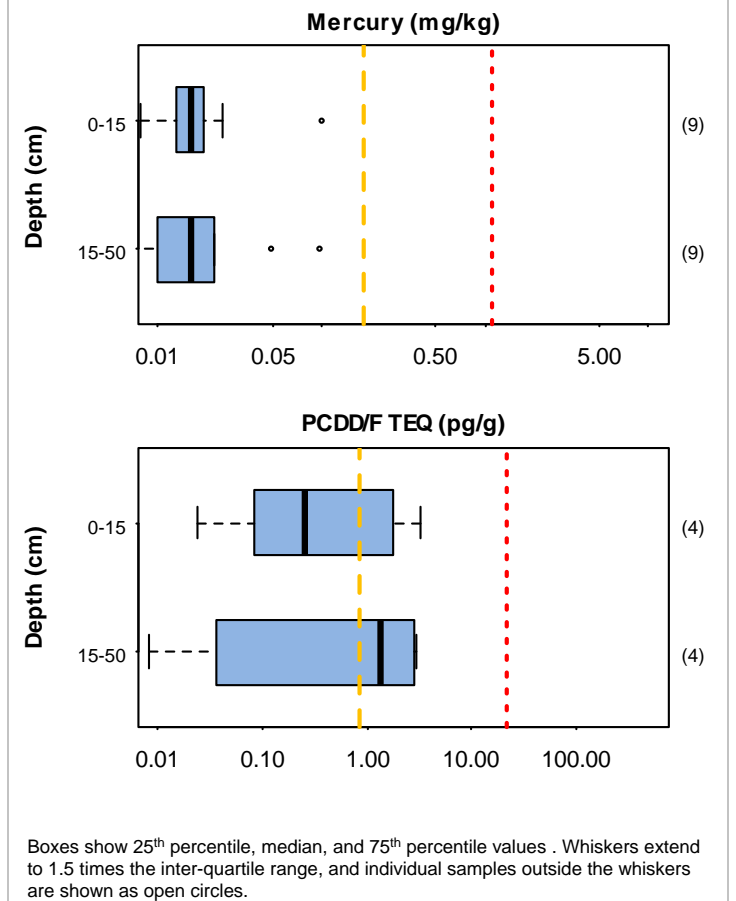 Mercury (mg/kg)
Depth (cm)
0-15
(9)
15-50
(9)
0.01 0.05 0.50 5.00
PCDD/F TEQ (pg/g)
Depth (cm)
0-15
(4)
15-50
(4)
0.01 0.10 1.00 10.00 100.00
Boxes show 25th percentile, median, and 75th percentile values . Whiskers extend
to 1.5 times the inter-quartile range, and individual samples outside the whiskers
are shown as open circles.